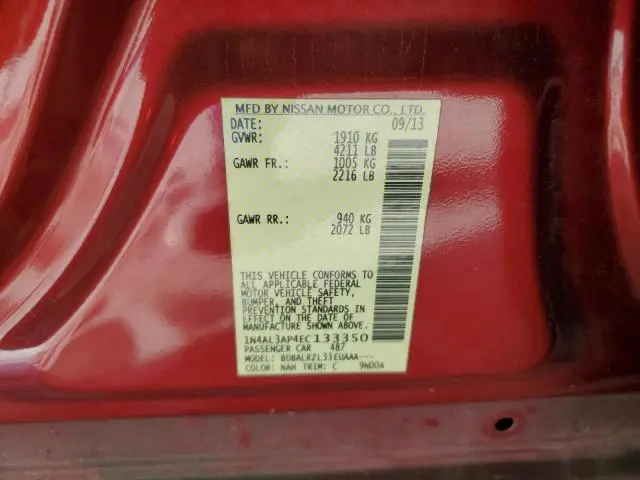 MFD BY NISSAN MOTOR CO., LTD.
DATE: 09/13
GVWR: 1910 KG
4211 LB
GAWR FR.: 1005 KG
2216 LB
GAWR RR.: 940 KG
2072 LB
THIS VEHICLE CONFORMS TO
ALL APPLICABLE FEDERAL
MOTOR VEHICLE SAFETY,
BUMPER, AND THEFT
PREVENTION STANDARDS IN
EFFECT ON THE DATE OF
MANUFACTURE SHOWN ABOVE.
1N4AL3AP4EC133350
PASSENGER CAR 487
MODEL: BDBALRZL33EUAAA---
COLOR: NAH TRIM: C 9N00A